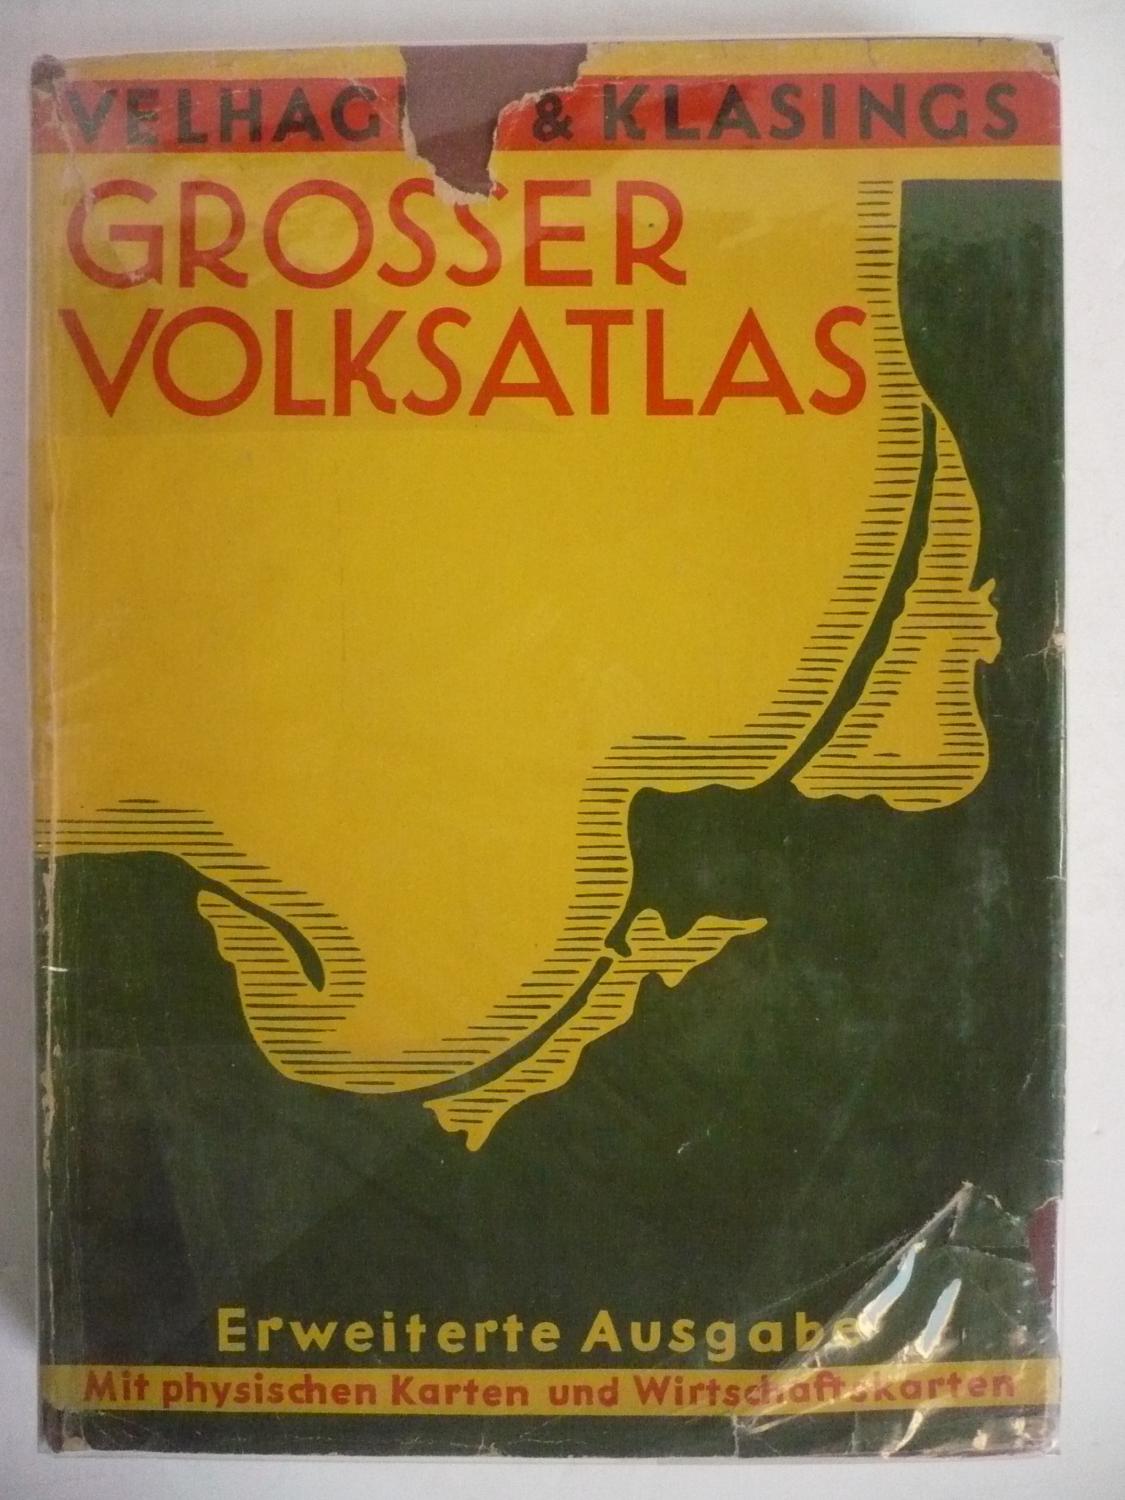 VELHAG & KLASINGS
GROSSER
VOLKSATLAS
Erweiterte Ausgabe
Mit physischen Karten und Wirtschaftskarten